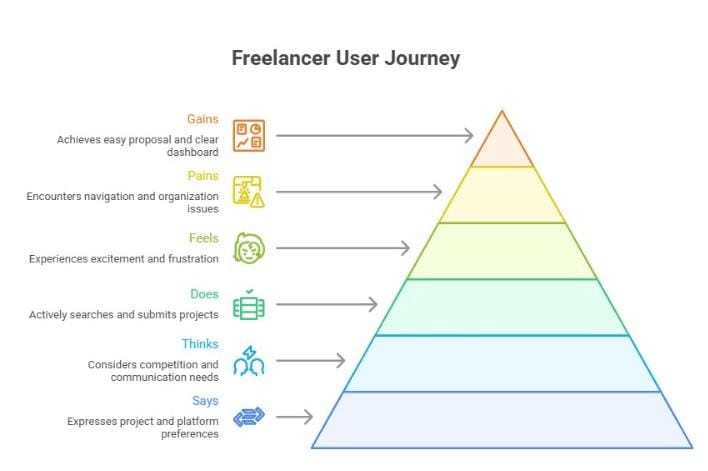 Freelancer User Journey
Gains
Achieves easy proposal and clear
dashboard
Pains
Encounters navigation and organization
issues
Feels
Experiences excitement and frustration
Does
Actively searches and submits projects
Thinks
Considers competition and
communication needs
Says
Expresses project and platform
preferences